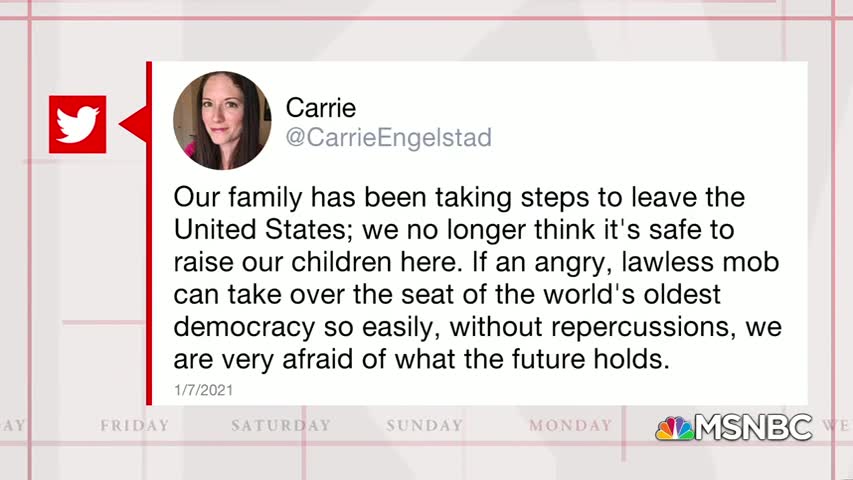 Carrie
@CarrieEngelstad
Our family has been taking steps to leave the
United States; we no longer think it's safe to
raise our children here. If an angry, lawless mob
can take over the seat of the world's oldest
democracy so easily, without repercussions, we
are very afraid of what the future holds.
1/7/2021
AY FRIDAY SATURDAY SUNDAY MONDAY WE
MSNBC